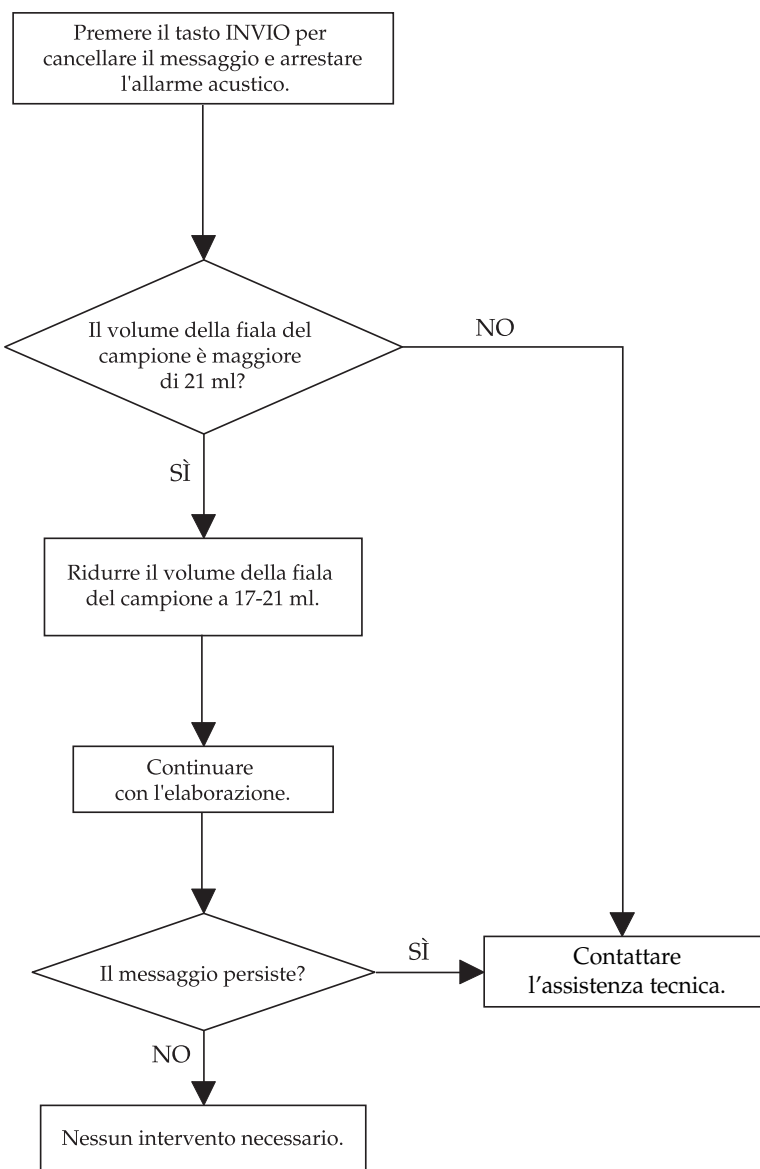 Premere il tasto INVIO per
cancellare il messaggio e arrestare
l'allarme acustico.
Il volume della fiala del
campione è maggiore
di 21 ml?
NO
SÌ
Ridurre il volume della fiala
del campione a 17-21 ml.
Continuare
con l'elaborazione.
Il messaggio persiste?
SÌ
Contattare
l’assistenza tecnica.
NO
Nessun intervento necessario.